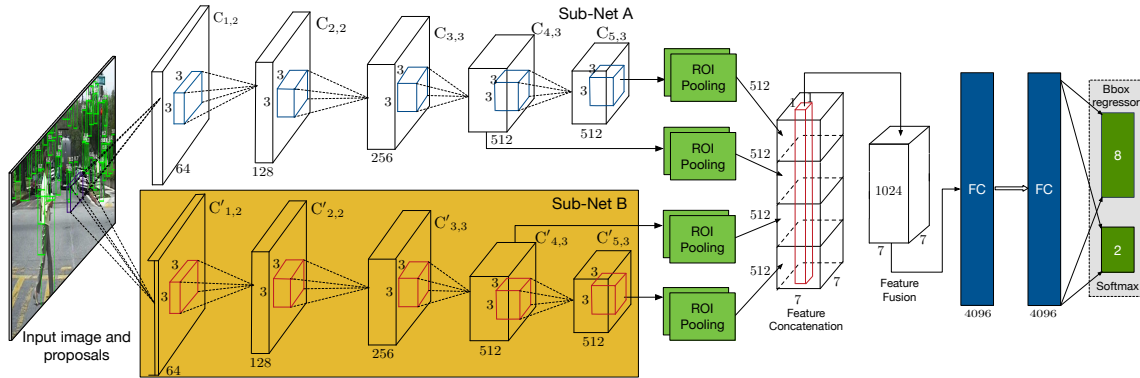 Sub-Net A
C1,2
C2,2
C3,3
C4,3
C5,3
3
3
3
3
3
3
3
3
3
3
64
128
256
512
512
ROI
Pooling
ROI
Pooling
ROI
Pooling
ROI
Pooling
512
512
512
512
1
7
7
Feature
Concatenation
1024
7
7
Feature
Fusion
FC
FC
4096
4096
Bbox
regressor
8
2
Softmax
Sub-Net B
C′1,2
C′2,2
C′3,3
C′4,3
C′5,3
3
3
3
3
3
3
3
3
3
3
64
128
256
512
512
Input image and
proposals